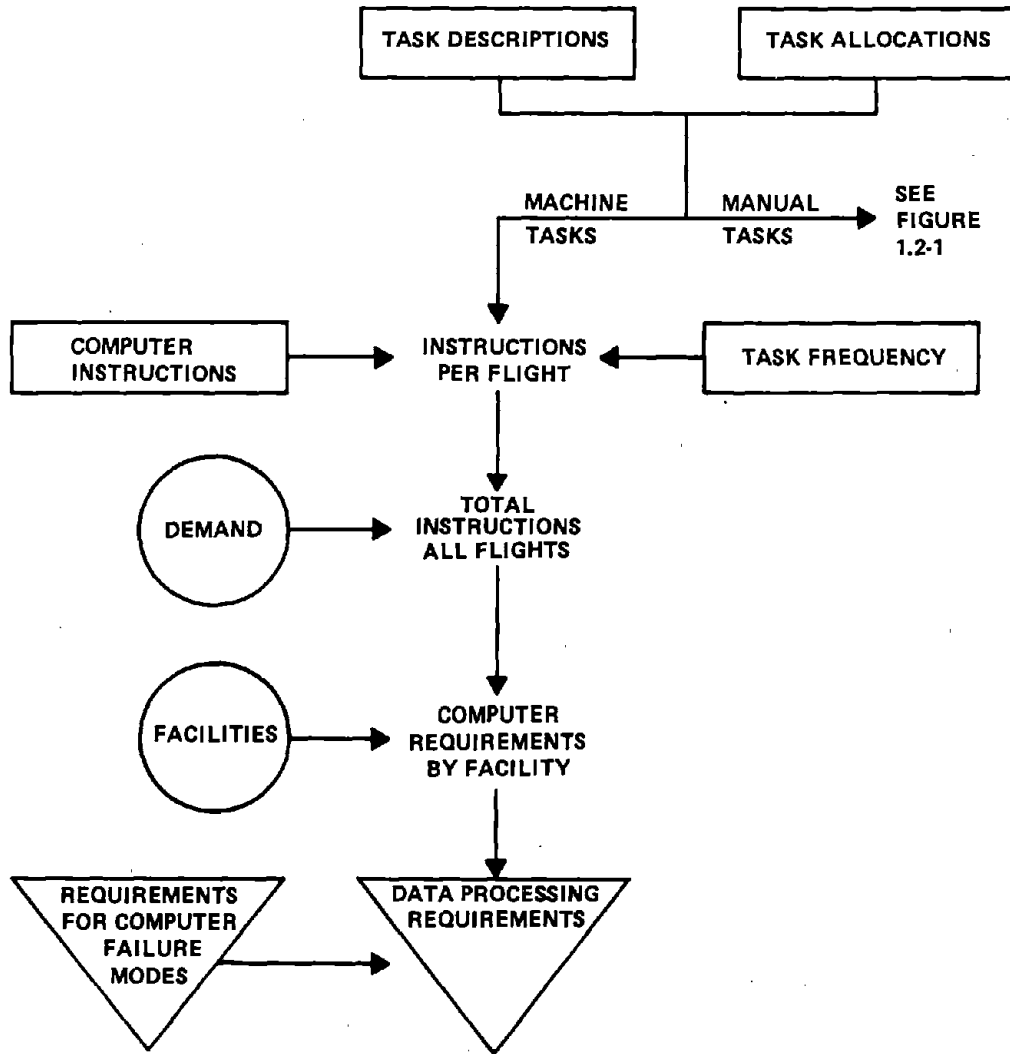 TASK DESCRIPTIONS
TASK ALLOCATIONS
MACHINE
TASKS
MANUAL
TASKS
SEE
FIGURE
1.2-1
COMPUTER
INSTRUCTIONS
INSTRUCTIONS
PER FLIGHT
TASK FREQUENCY
DEMAND
TOTAL
INSTRUCTIONS
ALL FLIGHTS
FACILITIES
COMPUTER
REQUIREMENTS
BY FACILITY
REQUIREMENTS
FOR COMPUTER
FAILURE
MODES
DATA PROCESSING
REQUIREMENTS